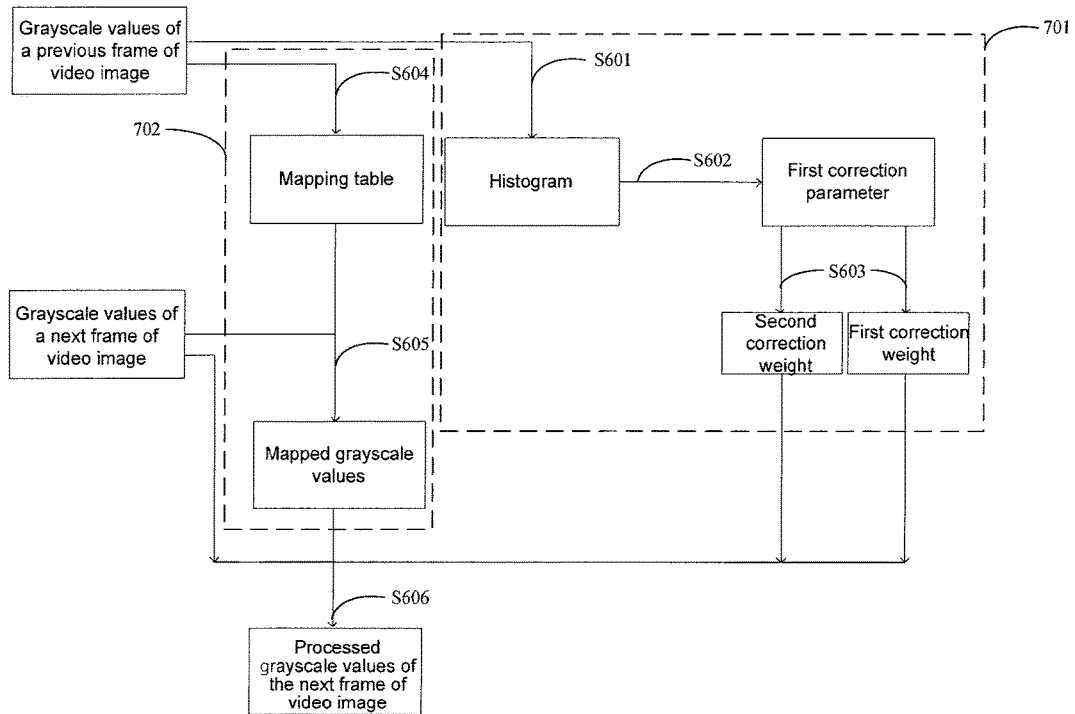 Grayscale values of
a previous frame of
video image
701
S601
S604
702
Mapping table
Histogram
S602
First correction
parameter
S603
Grayscale values of
a next frame of
video image
S605
Second
correction
weight
First correction
weight
Mapped grayscale
values
S606
Processed
grayscale values of
the next frame of
video image